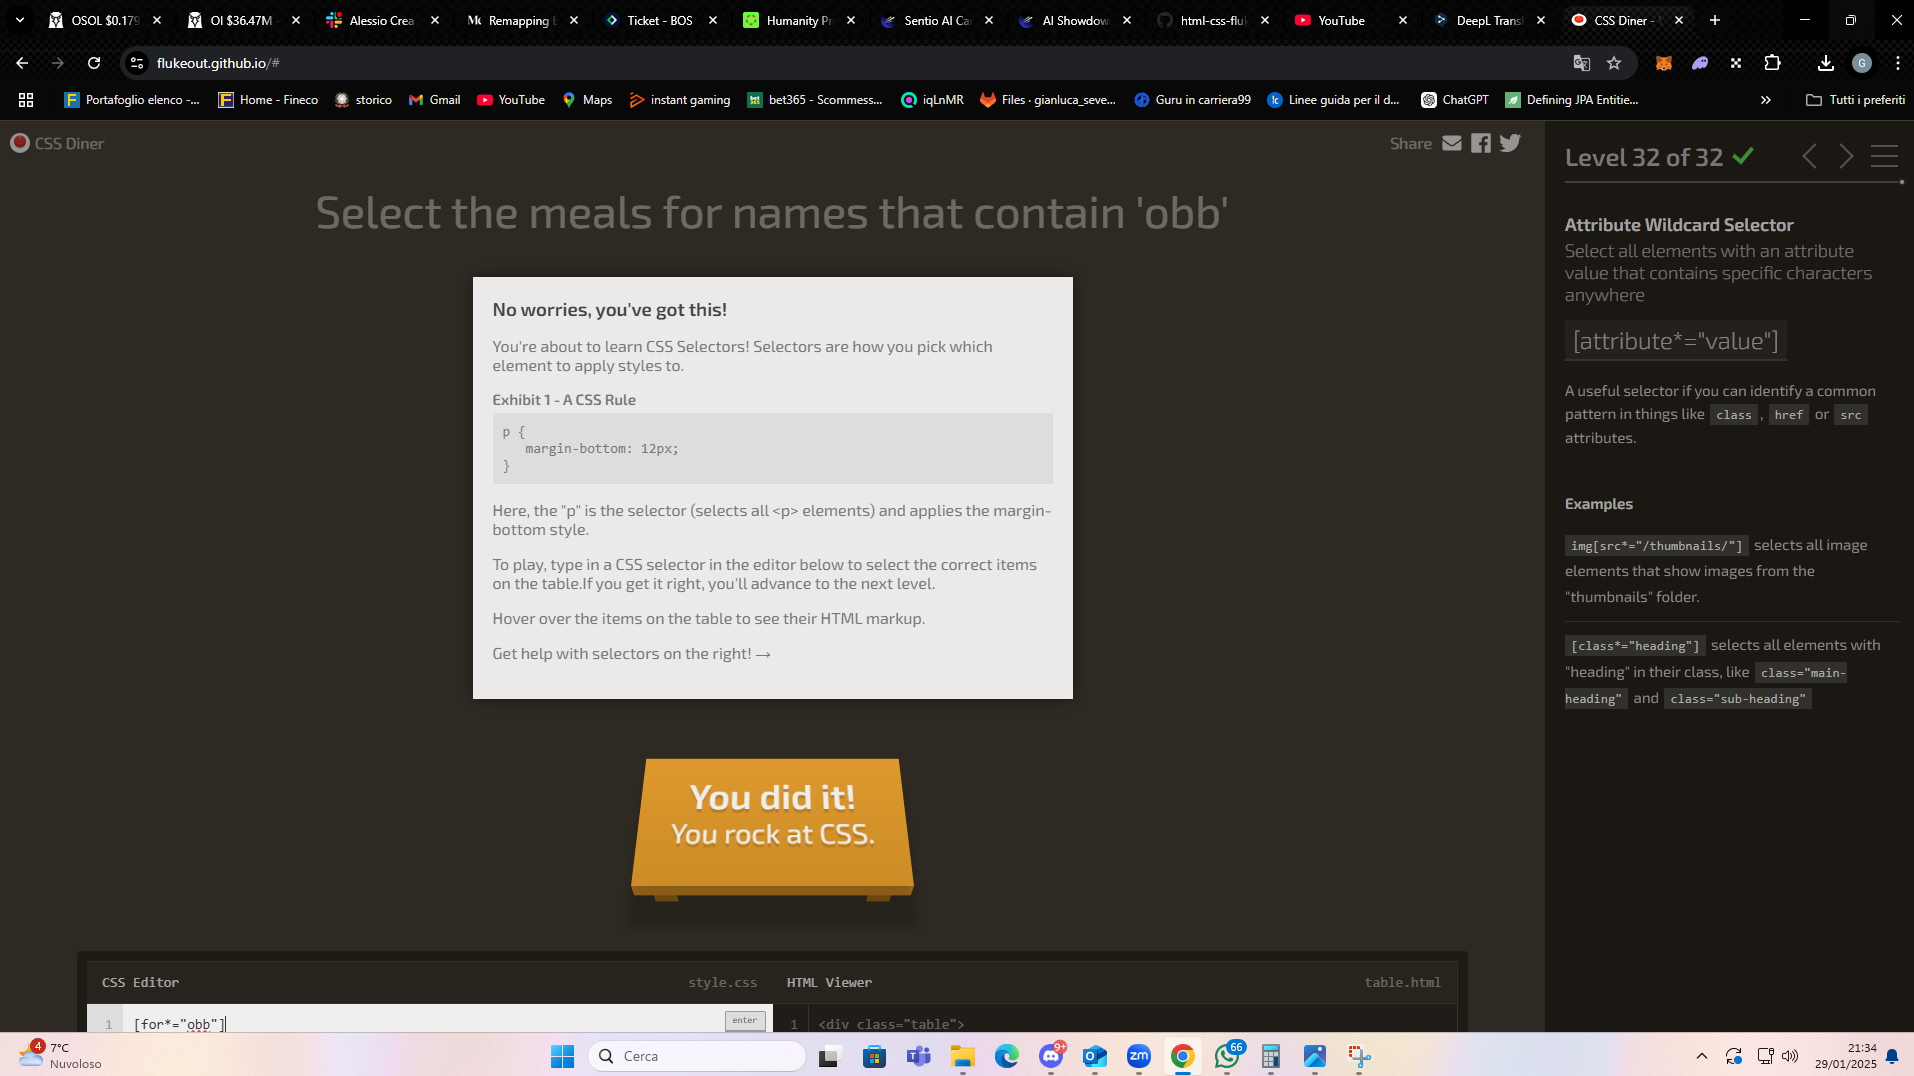 OSOL $0.179
OI $36.47M -
Alessio Crea
Remapping b
Ticket - BOS
Humanity Pr
Sentio AI Ca
AI Showdow
html-css-fluk
YouTube
DeepL Trans
CSS Diner -
flukeout.github.io/#
G
Portafoglio elenco -...
Home - Fineco
storico
Gmail
YouTube
Maps
instant gaming
bet365 - Scommess...
iqLnMR
Files · gianluca_seve...
Guru in carriera99
Linee guida per il d...
ChatGPT
Defining JPA Entitie...
»
Tutti i preferiti
CSS Diner
Share
Select the meals for names that contain 'obb'
No worries, you've got this!
You're about to learn CSS Selectors! Selectors are how you pick which
element to apply styles to.
Exhibit 1 - A CSS Rule
p {
margin-bottom: 12px;
}
Here, the "p" is the selector (selects all <p> elements) and applies the margin-
bottom style.
To play, type in a CSS selector in the editor below to select the correct items
on the table.If you get it right, you'll advance to the next level.
Hover over the items on the table to see their HTML markup.
Get help with selectors on the right! →
You did it!
You rock at CSS.
CSS Editor
style.css
HTML Viewer
table.html
1
[for*="obb"]
enter
1
<div class="table">
Level 32 of 32
Attribute Wildcard Selector
Select all elements with an attribute
value that contains specific characters
anywhere
[attribute*="value"]
A useful selector if you can identify a common
pattern in things like class , href or src
attributes.
Examples
img[src*="/thumbnails/"] selects all image
elements that show images from the
"thumbnails" folder.
[class*="heading"] selects all elements with
"heading" in their class, like class="main-
heading" and class="sub-heading"
4
7°C
Nuvoloso
Cerca
9+
zm
66
21:34
29/01/2025